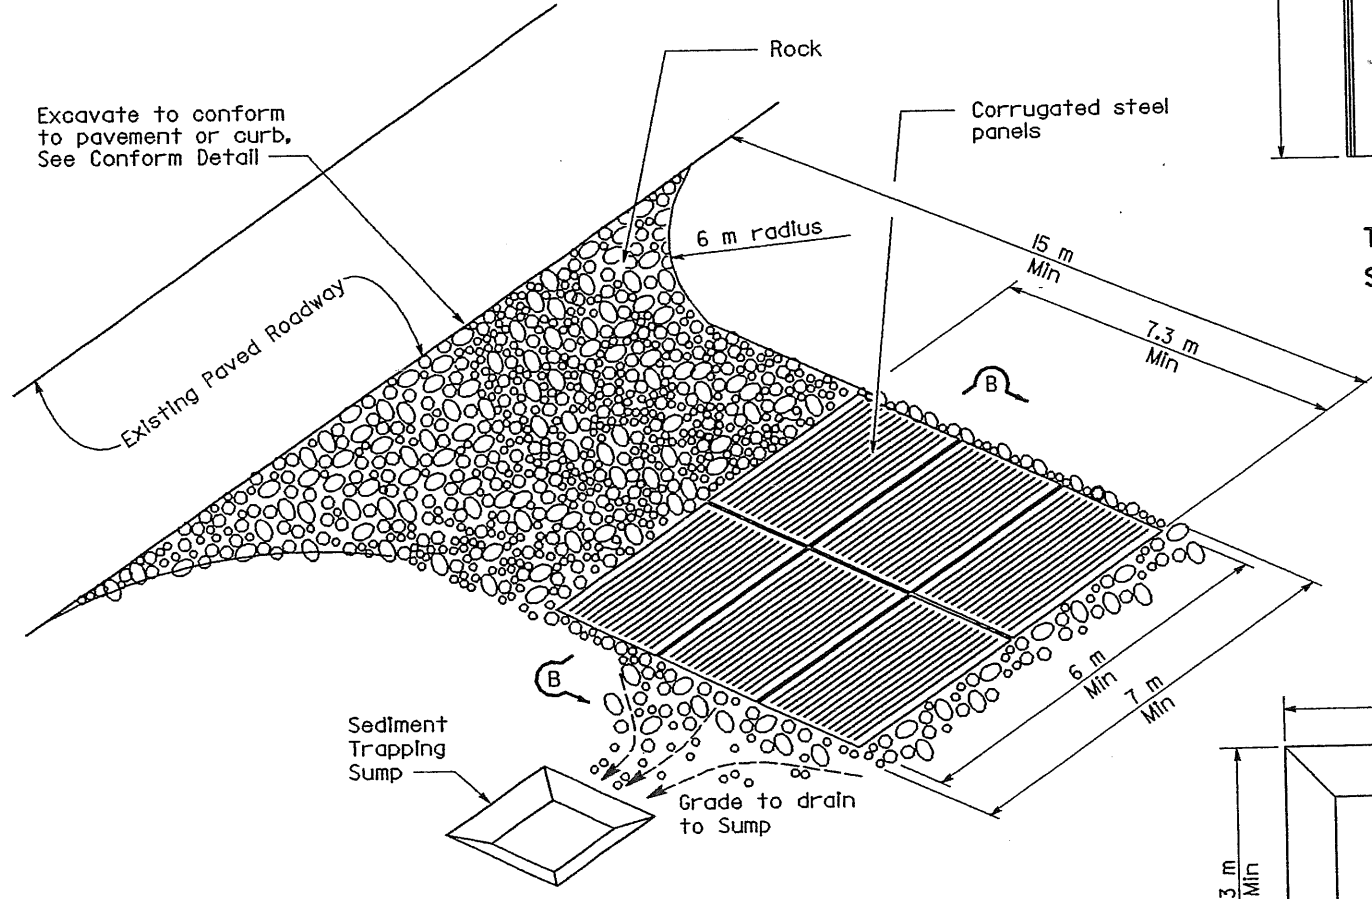 Rock
Excavate to conform
to pavement or curb.
See Conform Detail
Corrugated steel
panels
6 m radius
15 m
Min
T
S
Existing Paved Roadway
7.3 m
Min
B
B
6 m
Min
7 m
Min
Sediment
Trapping
Sump
Grade to drain
to Sump
3 m
Min